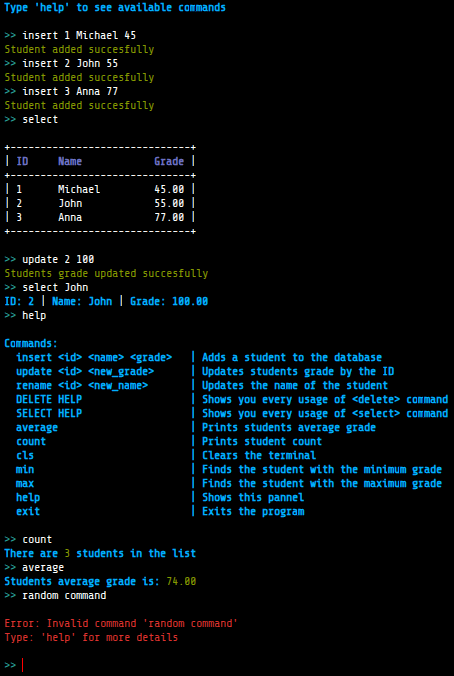 Type 'help' to see available commands
>> insert 1 Michael 45
Student added succesfully
>> insert 2 John 55
Student added succesfully
>> insert 3 Anna 77
Student added succesfully
>> select
+------------------------------+
| ID     Name            Grade |
+------------------------------+
| 1      Michael         45.00 |
| 2      John            55.00 |
| 3      Anna            77.00 |
+------------------------------+
>> update 2 100
Students grade updated succesfully
>> select John
ID: 2 | Name: John | Grade: 100.00
>> help
Commands:
  insert <id> <name> <grade>   | Adds a student to the database
  update <id> <new_grade>      | Updates students grade by the ID
  rename <id> <new_name>       | Updates the name of the student
  DELETE HELP                  | Shows you every usage of <delete> command
  SELECT HELP                  | Shows you every usage of <select> command
  average                      | Prints students average grade
  count                        | Prints student count
  cls                          | Clears the terminal
  min                          | Finds the student with the minimum grade
  max                          | Finds the student with the maximum grade
  help                         | Shows this pannel
  exit                         | Exits the program
>> count
There are 3 students in the list
>> average
Students average grade is: 74.00
>> random command
Error: Invalid command 'random command'
Type: 'help' for more details
>>